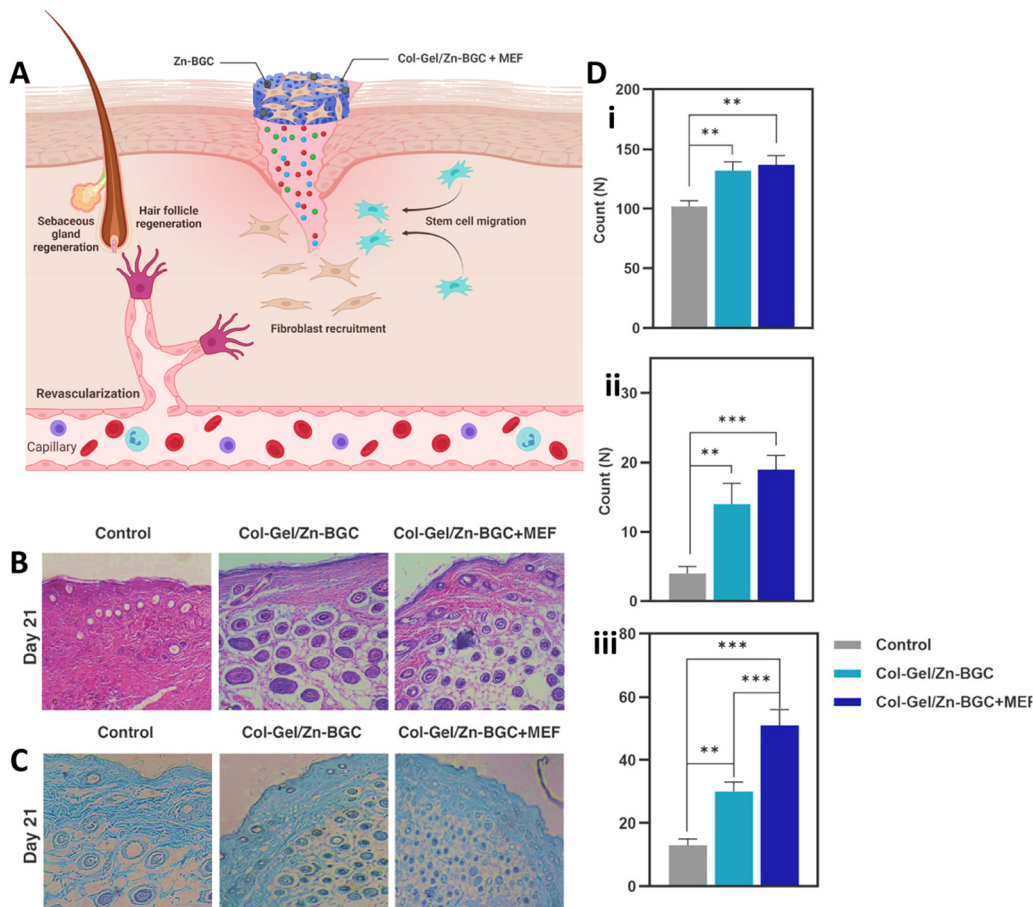 A
Zn-BGC
Col-Gel/Zn-BGC + MEF
Sebaceous
gland
regeneration
Hair follicle
regeneration
Stem cell migration
Fibroblast recruitment
Revascularization
Capillary
B
Control
Col-Gel/Zn-BGC
Col-Gel/Zn-BGC+MEF
Day 21
C
Control
Col-Gel/Zn-BGC
Col-Gel/Zn-BGC+MEF
Day 21
D
i
Count (N)
200
150
100
50
0
**
**
ii
Count (N)
30
20
10
0
***
**
iii
80
60
40
20
0
***
***
**
Control
Col-Gel/Zn-BGC
Col-Gel/Zn-BGC+MEF